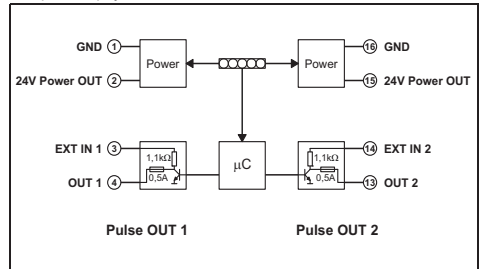 GND 1
16 GND
Power
Power
24V Power OUT 2
15 24V Power OUT
EXT IN 1 3
14 EXT IN 2
1,1kΩ
μC
1,1kΩ
OUT 1 4
0,5A
0,5A
13 OUT 2
Pulse OUT 1
Pulse OUT 2